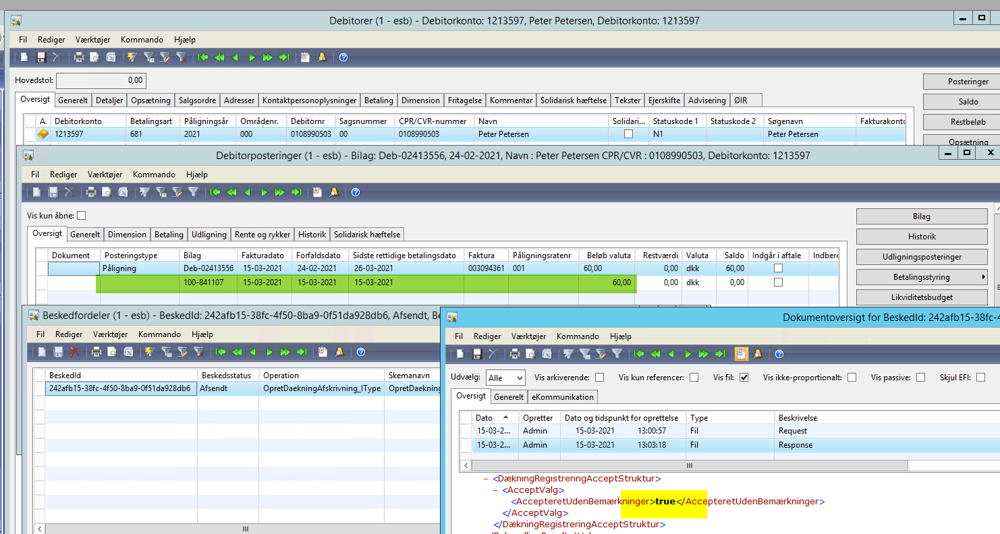 Debitorer (1 - esb) - Debitorkonto: 1213597, Peter Petersen, Debitorkonto: 1213597
Fil Rediger Værktøjer Kommando Hjælp
Hovedstol: 0,00
Posteringer
Oversigt Generelt Detaljer Opsætning Salgsordre Adresser Kontaktpersonoplysninger Betaling Dimension Fritagelse Kommentar Solidarisk hæftelse Tekster Ejerskifte Advisering ØIR
Saldo
A. Debitorkonto Betalingsart Påligningsår Områdenr. Debitornr Sagsnummer CPR/CVR-nummer Navn Solidari... Statuskode 1 Statuskode 2 Søgenavn Fakturakonto
Restbeløb
1213597 681 2021 000 0108990503 00 0108990503 Peter Petersen N1 Peter Petersen
Opsætning
Debitorposteringer (1 - esb) - Bilag: Deb-02413556, 24-02-2021, Navn : Peter Petersen CPR/CVR : 0108990503, Debitorkonto: 1213597
Fil Rediger Værktøjer Kommando Hjælp
Vis kun åbne:
Bilag
Oversigt Generelt Dimension Betaling Udligning Rente og rykker Historik Solidarisk hæftelse
Historik
Dokument Posteringstype Bilag Fakturadato Forfaldsdato Sidste rettidige betalingsdato Faktura Påligningsratenr Beløb valuta Restværdi Valuta Saldo Indgår i aftale Indbere
Udligningsposteringer
Påligning Deb-02413556 15-03-2021 24-02-2021 26-03-2021 003094361 001 60,00 0,00 dkk 60,00
Betalingsstyring
100-841107 15-03-2021 15-03-2021 15-03-2021 60,00 0,00 dkk 0,00
Likviditetsbudget
Beskedfordeler (1 - esb) - BeskedId: 242afb15-38fc-4f50-8ba9-0f51da928db6, Afsendt, Be
Fil Rediger Værktøjer Kommando Hjælp
BeskedId Beskedsstatus Operation Skemanavn
242afb15-38fc-4f50-8ba9-0f51da928db6 Afsendt OpretDaekningAfskrivning_IType OpretDaekning
Dokumentoversigt for BeskedId: 242afb15-38fc-4
Fil Rediger Værktøjer Kommando Hjælp
Udvælg: Alle Vis arkiverende: Vis kun referencer: Vis fil: Vis ikke-proportionalt: Vis passive: Skjul EFI:
Oversigt Generelt eKommunikation
Dato Opretter Dato og tidspunkt for oprettelse Type Beskrivelse
15-03-2... Admin 15-03-2021 13:00:57 Fil Request
15-03-2... Admin 15-03-2021 13:03:18 Fil Response
- <DækningRegistreringAcceptStruktur>
- <AcceptValg>
<AccepteretUdenBemærkninger>true</AccepteretUdenBemærkninger>
</AcceptValg>
</DækningRegistreringAcceptStruktur>